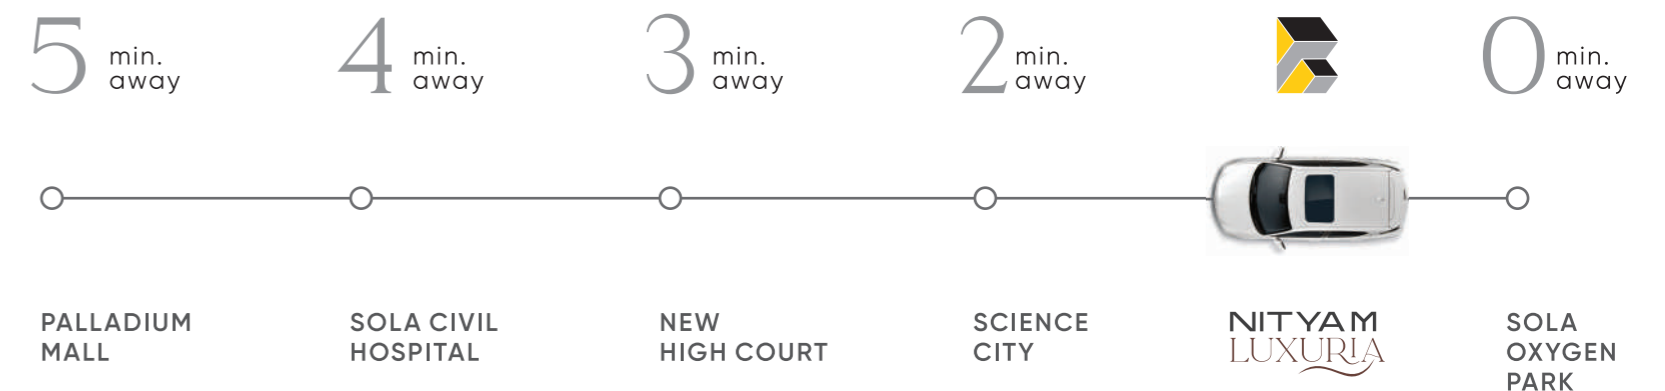 5 min.
away
4 min.
away
3 min.
away
2 min.
away
0 min.
away
PALLADIUM
MALL
SOLA CIVIL
HOSPITAL
NEW
HIGH COURT
SCIENCE
CITY
NITYAM
LUXURIA
SOLA
OXYGEN
PARK